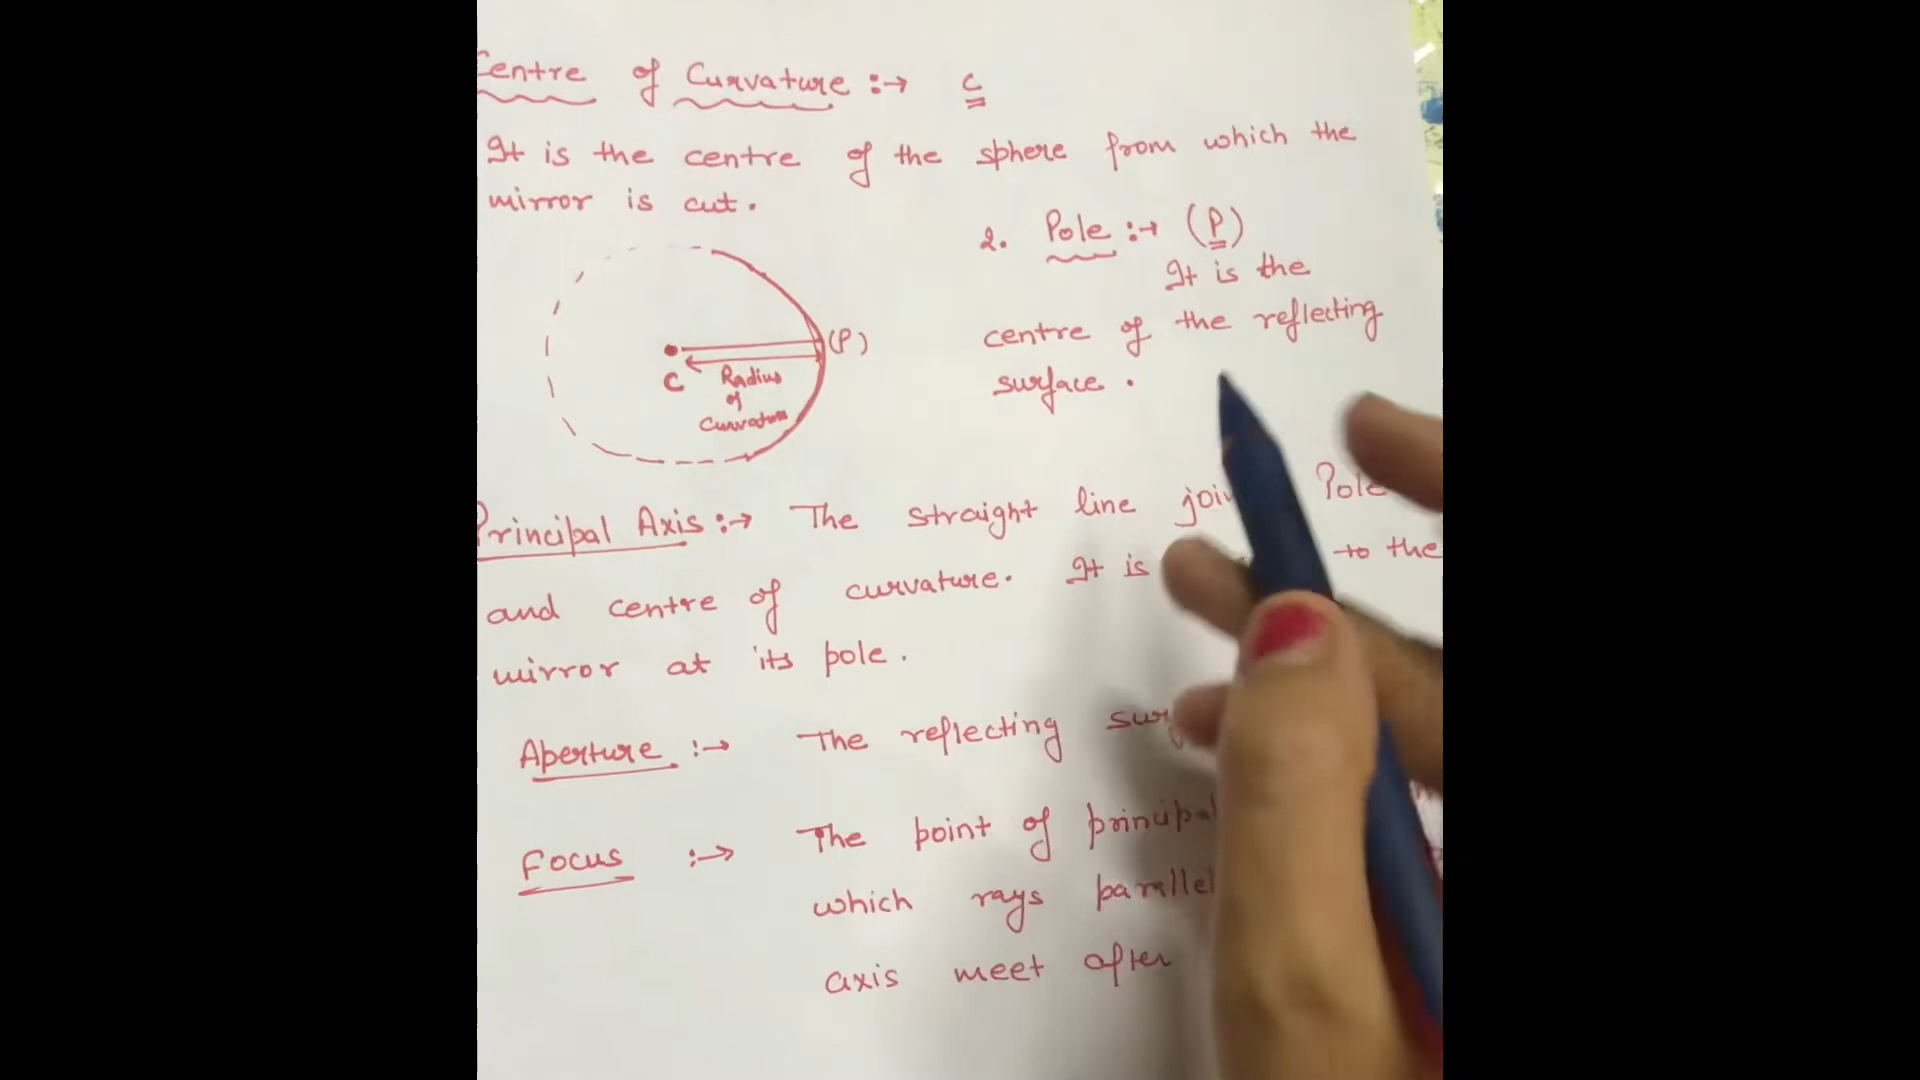 Centre of Curvature :→ C
It is the centre of the sphere from which the
mirror is cut.
2. Pole :→ (P)
It is the
centre of the reflecting
surface.
(P)
C
Radius
of
Curvature
Principal Axis :→ The straight line Pole
and centre of curvature. It is to the
mirror at its pole.
Aperture :→ The reflecting
Focus :→ The point of principal
which rays parallel
axis meet after